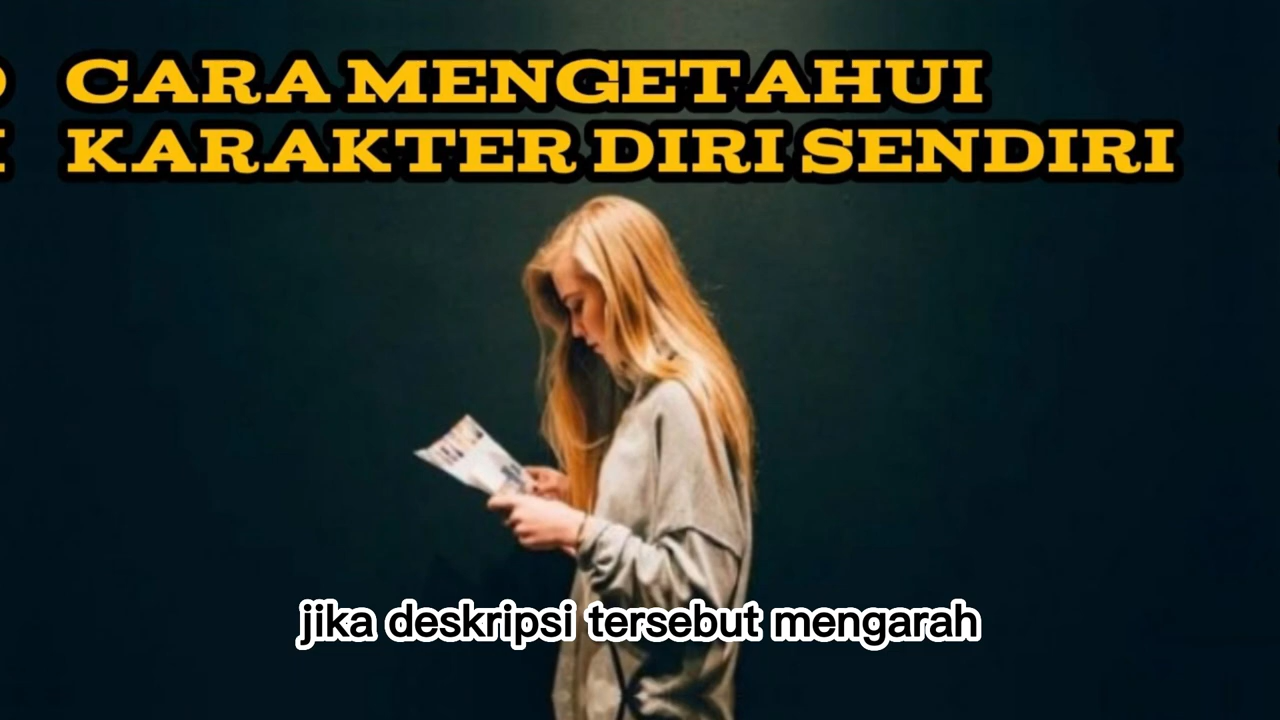 CARA MENGETAHUI
KARAKTER DIRI SENDIRI
jika deskripsi tersebut mengarah